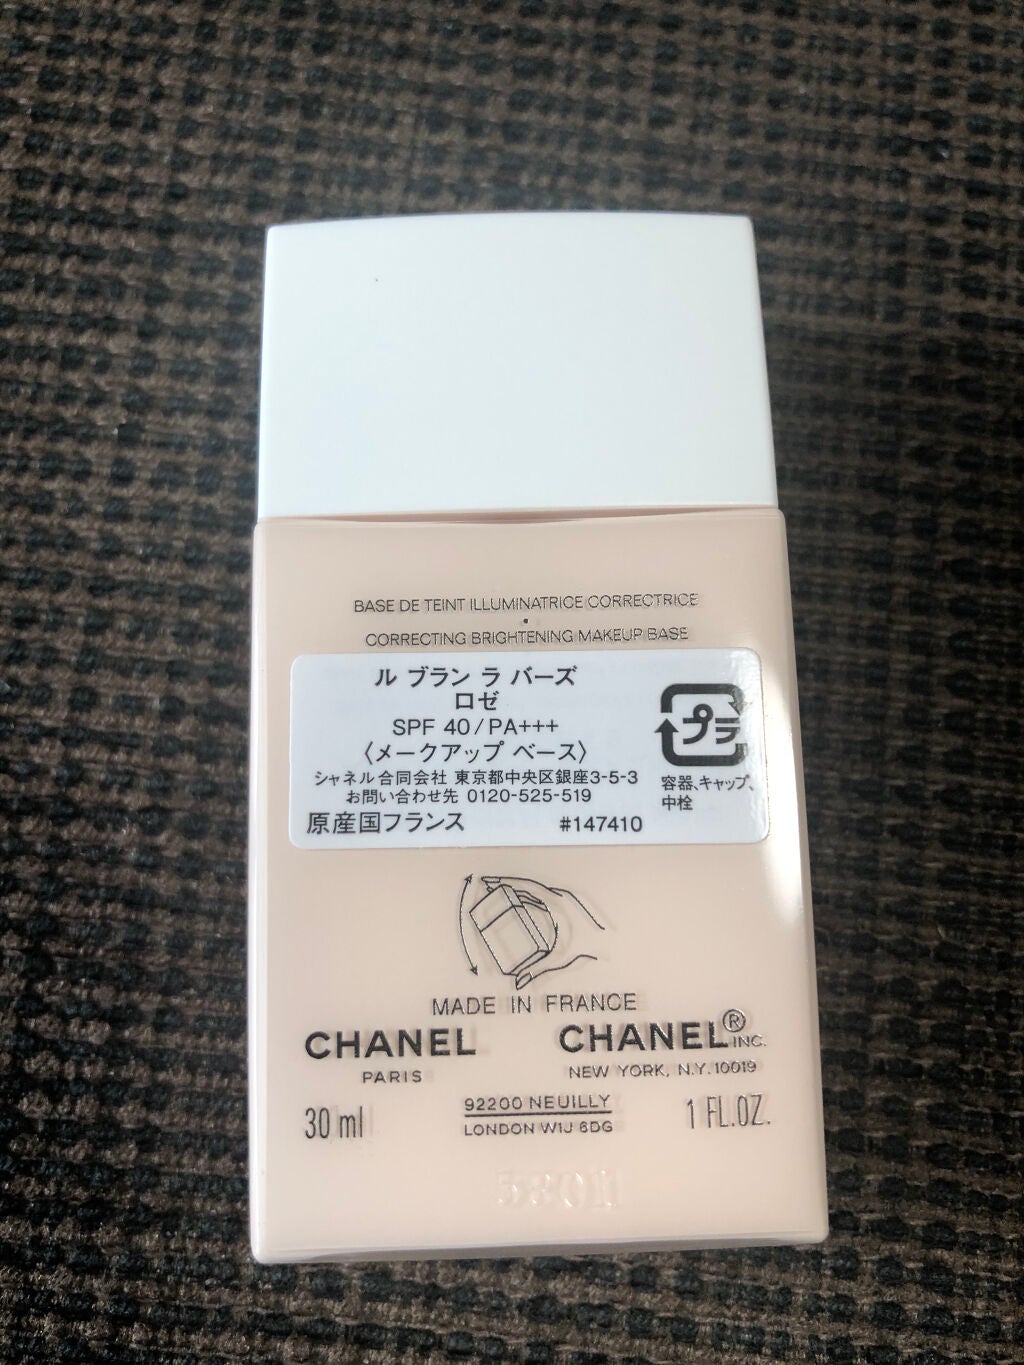 BASE DE TEINT ILLUMINATRICE CORRECTRICE
•
CORRECTING BRIGHTENING MAKEUP BASE
ル ブラン ラ バーズ
ロゼ
SPF 40/PA+++
〈メークアップ ベース〉
シャネル合同会社 東京都中央区銀座3-5-3
お問い合わせ先 0120-525-519
原産国フランス #147410
プラ
容器、キャップ、
中栓
MADE IN FRANCE
CHANEL
PARIS
CHANEL® INC.
NEW YORK, N.Y. 10019
30 ml
92200 NEUILLY
LONDON W1J 6DG
1 FL.OZ.